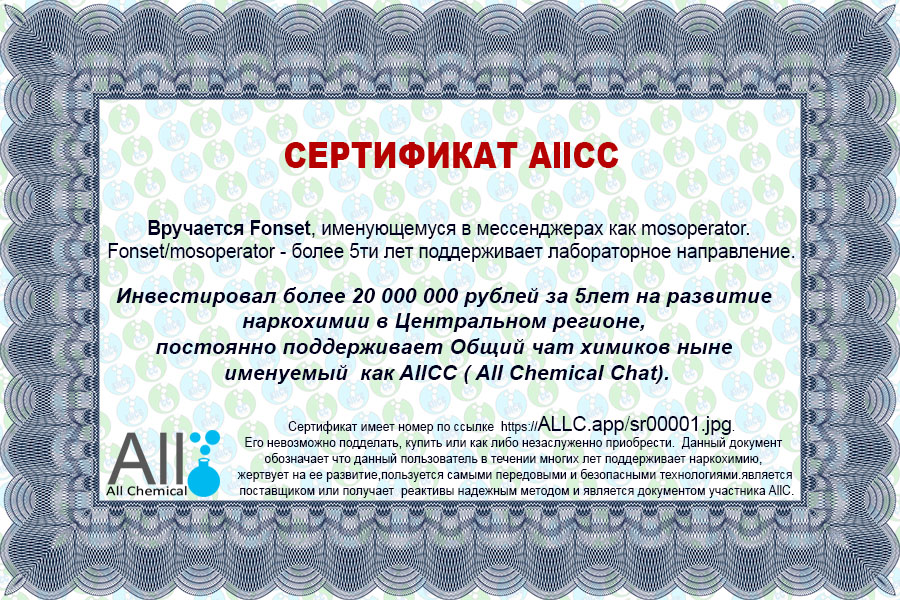 СЕРТИФИКАТ AllCC
Вручается Fonset, именующемуся в мессенджерах как mosoperator.
Fonset/mosoperator - более 5ти лет поддерживает лабораторное направление.
Инвестировал более 20 000 000 рублей за 5лет на развитие
наркохимии в Центральном регионе,
постоянно поддерживает Общий чат химиков ныне
именуемый как AllCC ( All Chemical Chat).
Сертификат имеет номер по ссылке https://ALLC.app/sr00001.jpg.
Его невозможно подделать, купить или как либо незаслуженно приобрести. Данный документ
обозначает что данный пользователь в течении многих лет поддерживает наркохимию,
жертвует на ее развитие,пользуется самыми передовыми и безопасными технологиями.является
поставщиком или получает реактивы надежным методом и является документом участника AllC.
All
All Chemical